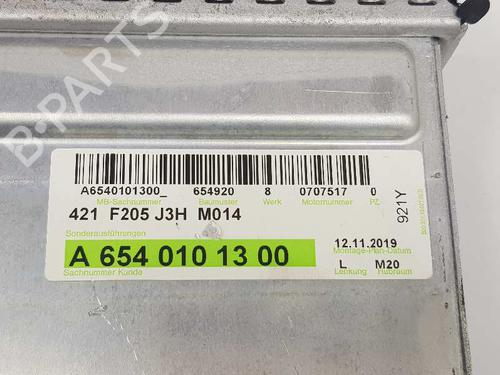 B-PARTS
A6540101300_ 654920 8 0707517 0
MB-Sachnummer Baumuster Werk Motornummer PZ
421 F205 J3H M014
921Y
Sonderausführungen
A 654 010 13 00
12.11.2019
Montage-Plan-Datum
Sachnummer Kunde
L M20
Lenkung Hubraum